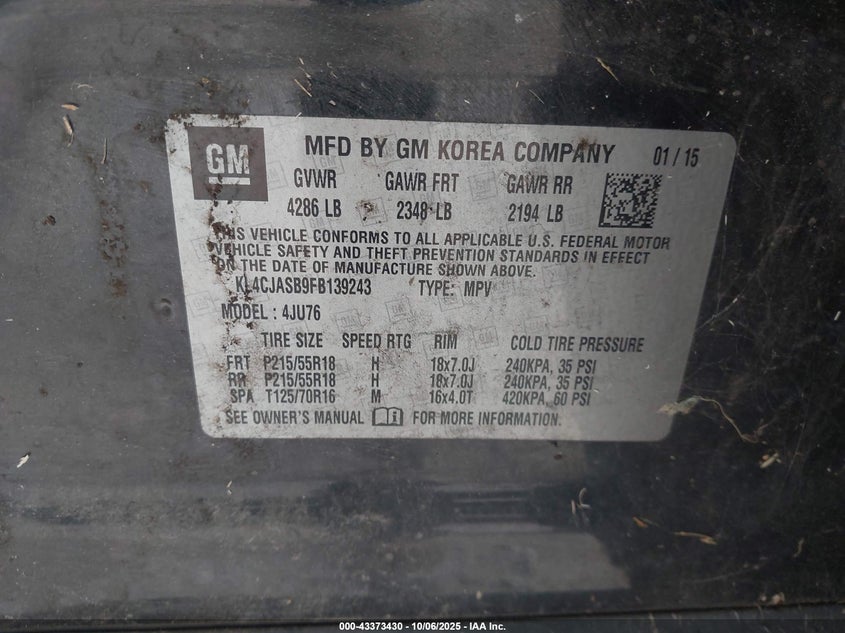 GM
MFD BY GM KOREA COMPANY 01 / 15
GVWR GAWR FRT GAWR RR
4286 LB 2348 LB 2194 LB
THIS VEHICLE CONFORMS TO ALL APPLICABLE U.S. FEDERAL MOTOR
VEHICLE SAFETY AND THEFT PREVENTION STANDARDS IN EFFECT
ON THE DATE OF MANUFACTURE SHOWN ABOVE.
KL4CJASB9FB139243 TYPE: MPV
MODEL : 4JU76
TIRE SIZE SPEED RTG RIM COLD TIRE PRESSURE
FRT P215/55R18 H 18x7.0J 240KPA, 35 PSI
RR P215/55R18 H 18x7.0J 240KPA, 35 PSI
SPA T125/70R16 M 16x4.0T 420KPA, 60 PSI
SEE OWNER'S MANUAL FOR MORE INFORMATION.
000-43373430 - 10/06/2025 - IAA Inc.